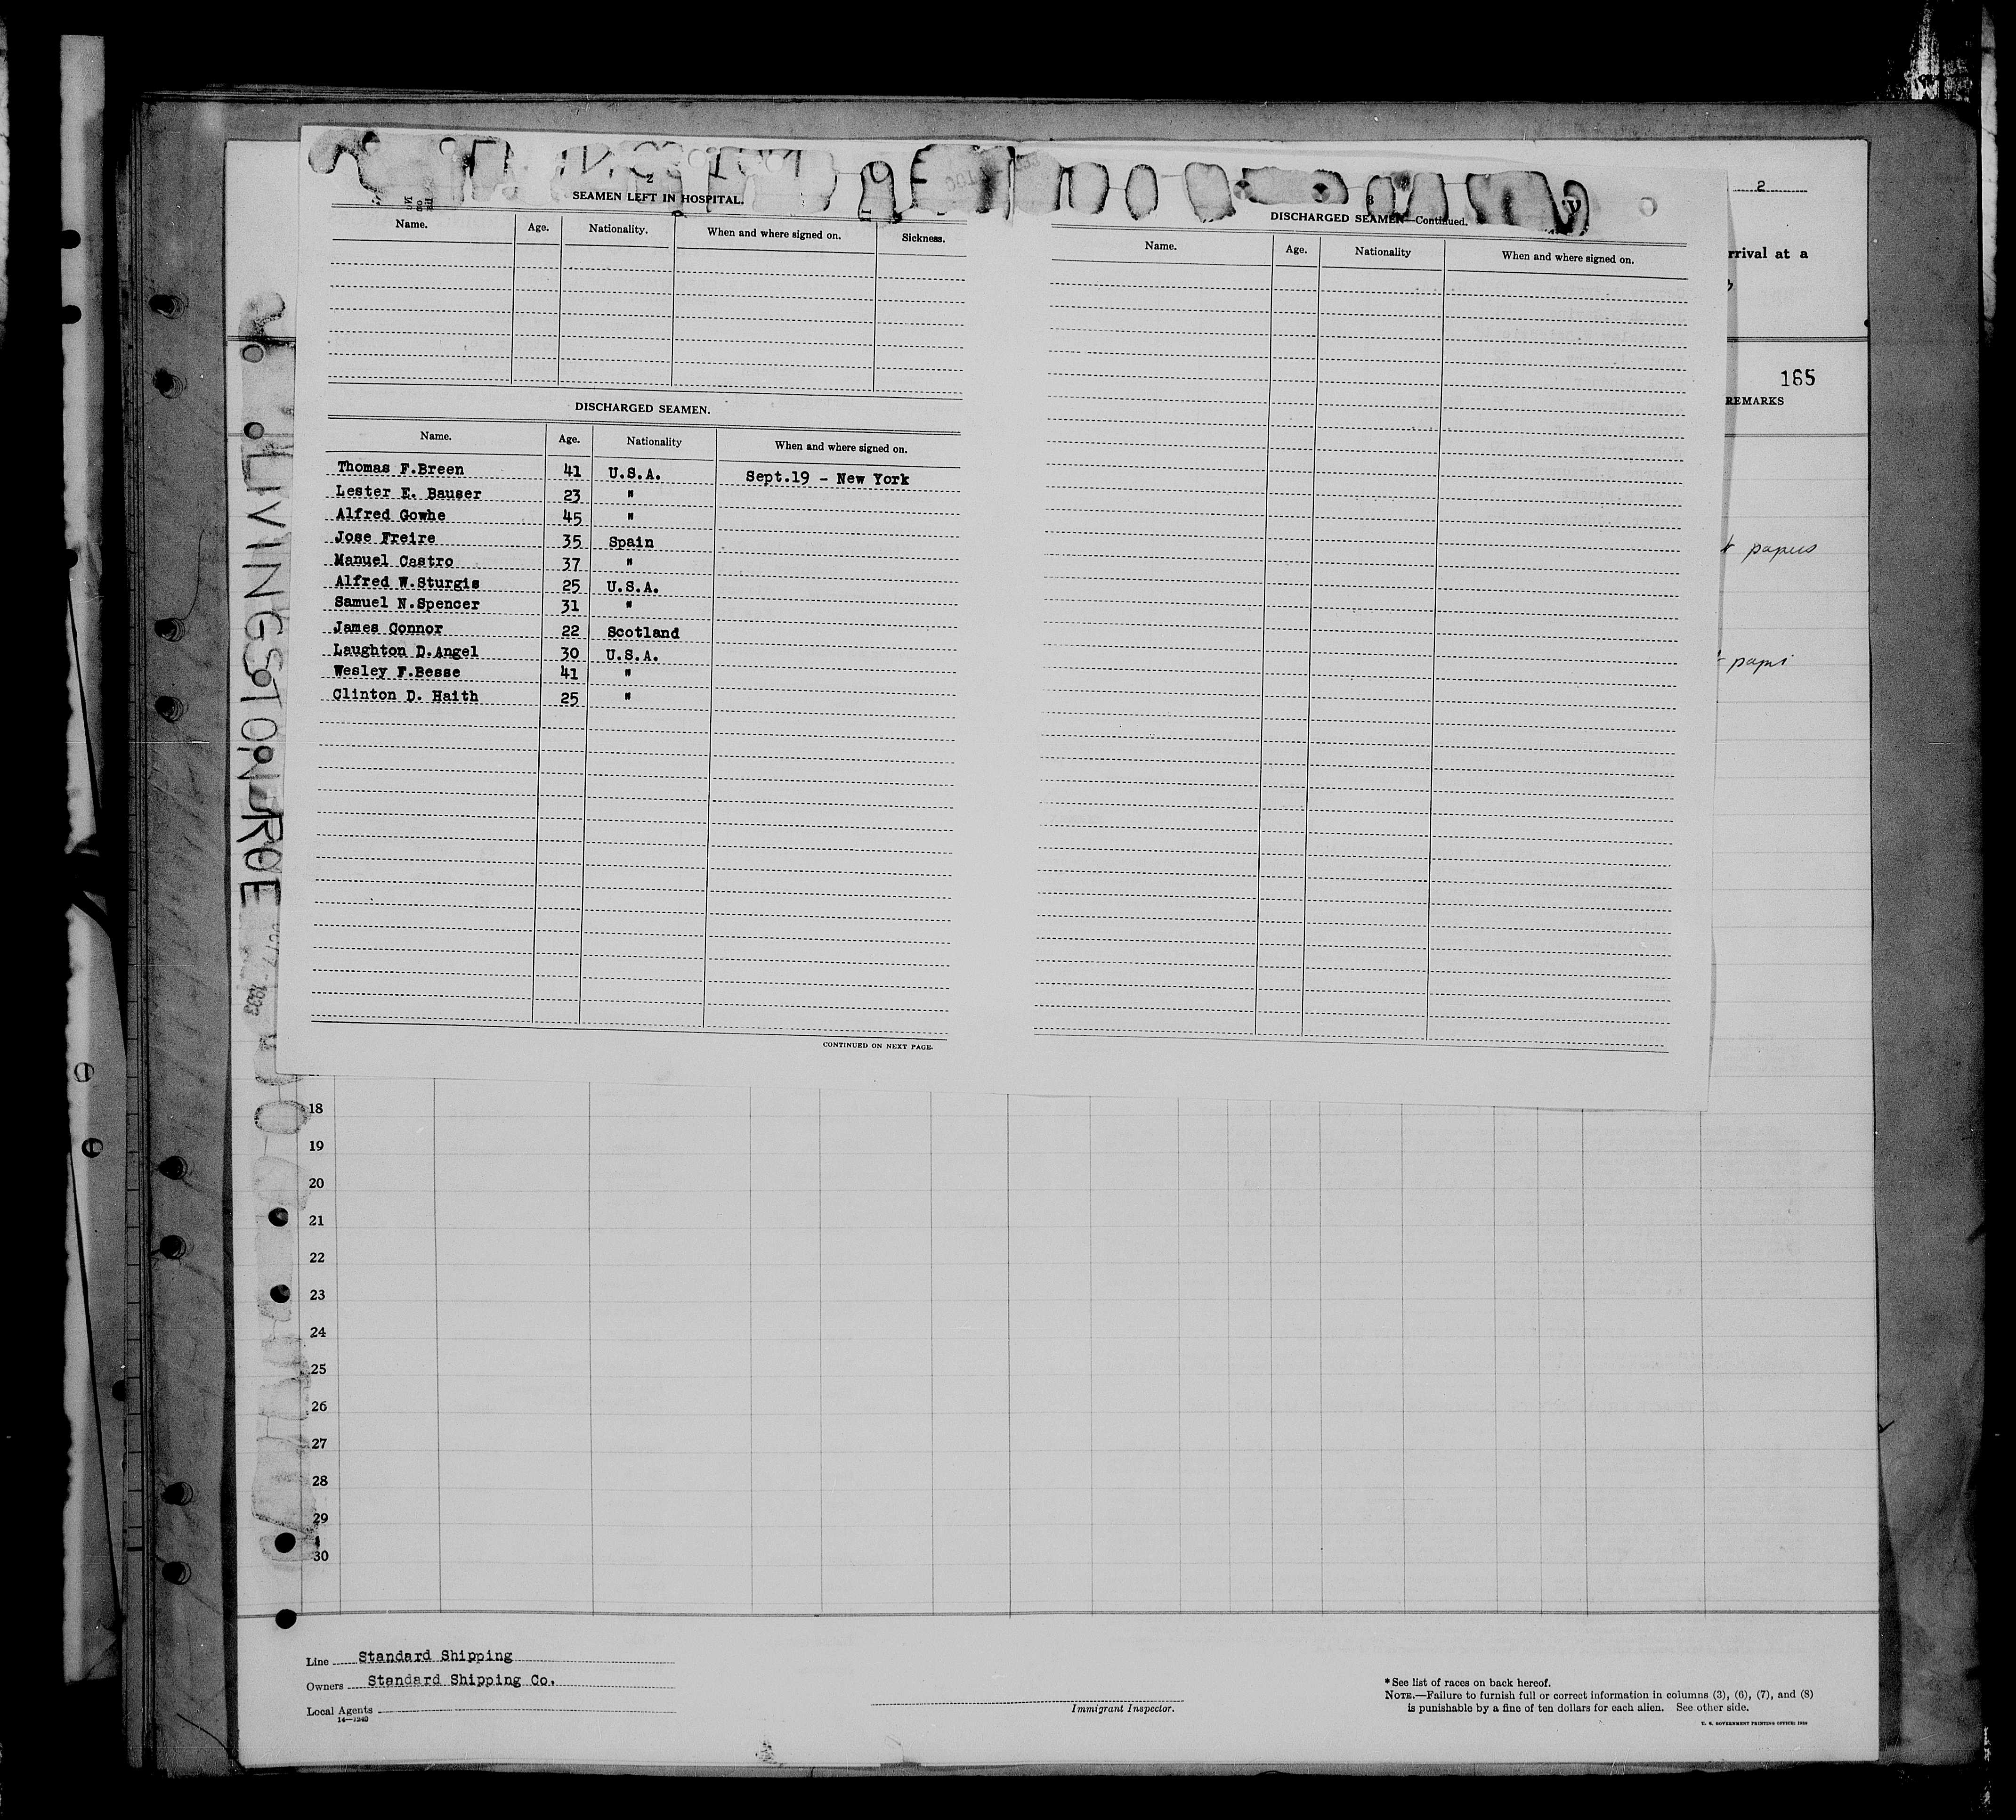 2
SEAMEN LEFT IN HOSPITAL.
Name. Age. Nationality. When and where signed on. Sickness.
DISCHARGED SEAMEN.
Name. Age. Nationality When and where signed on.
Thomas F.Breen 41 U.S.A. Sept.19 - New York
Lester E. Bauser 23 "
Alfred Gowhe 45 "
Jose Freire 35 Spain
Manuel Castro 37 "
Alfred W.Sturgis 25 U.S.A.
Samuel N.Spencer 31 "
James Connor 22 Scotland
Laughton D.Angel 30 U.S.A.
Wesley F.Besse 41 "
Clinton D. Haith 25 "
CONTINUED ON NEXT PAGE.
3
DISCHARGED SEAMEN—Continued.
Name. Age. Nationality When and where signed on.
2
rrival at a
165
REMARKS
papers
LIVINGSTON ROE
1933
18
19
20
21
22
23
24
25
26
27
28
29
30
Line Standard Shipping
Owners Standard Shipping Co.
Local Agents
14—1240
Immigrant Inspector.
*See list of races on back hereof.
NOTE.—Failure to furnish full or correct information in columns (3), (6), (7), and (8)
is punishable by a fine of ten dollars for each alien. See other side.